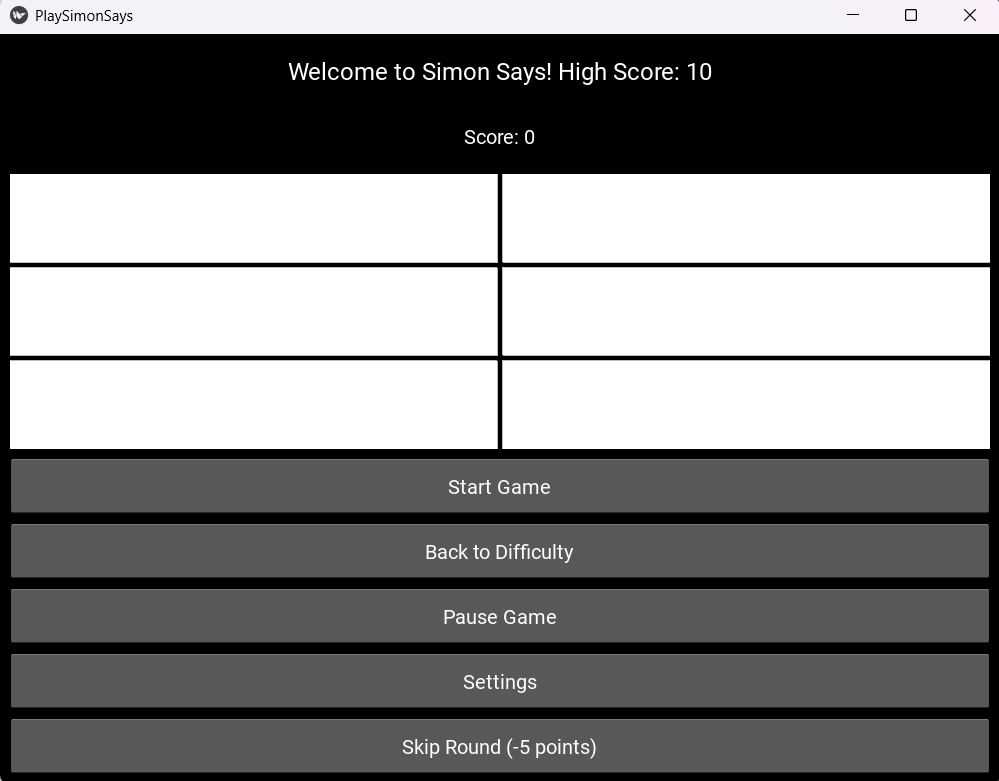 PlaySimonSays
Welcome to Simon Says! High Score: 10
Score: 0
Start Game
Back to Difficulty
Pause Game
Settings
Skip Round (-5 points)